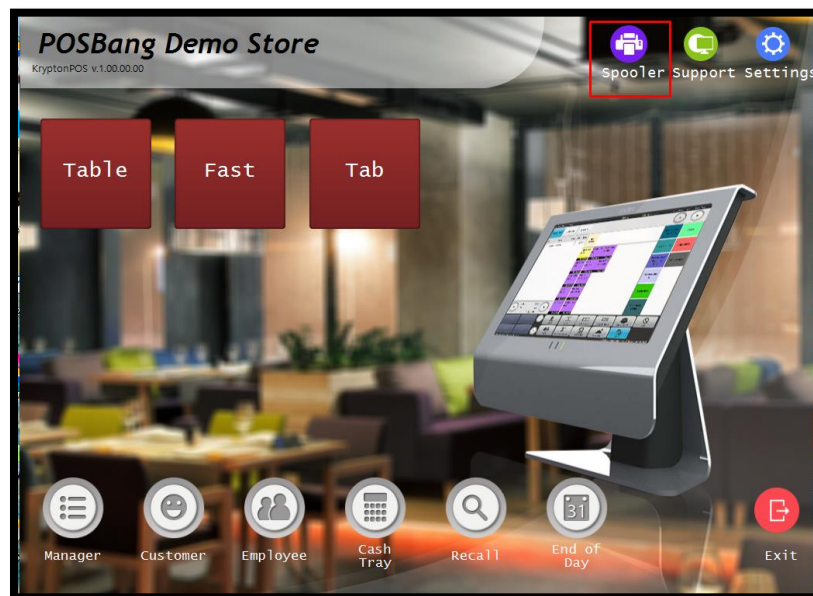 POSBang Demo Store
KryptonPOS v.1.00.00.00
Spooler Support Settings
Table Fast Tab
31
Manager Customer Employee Cash Tray Recall End of Day Exit